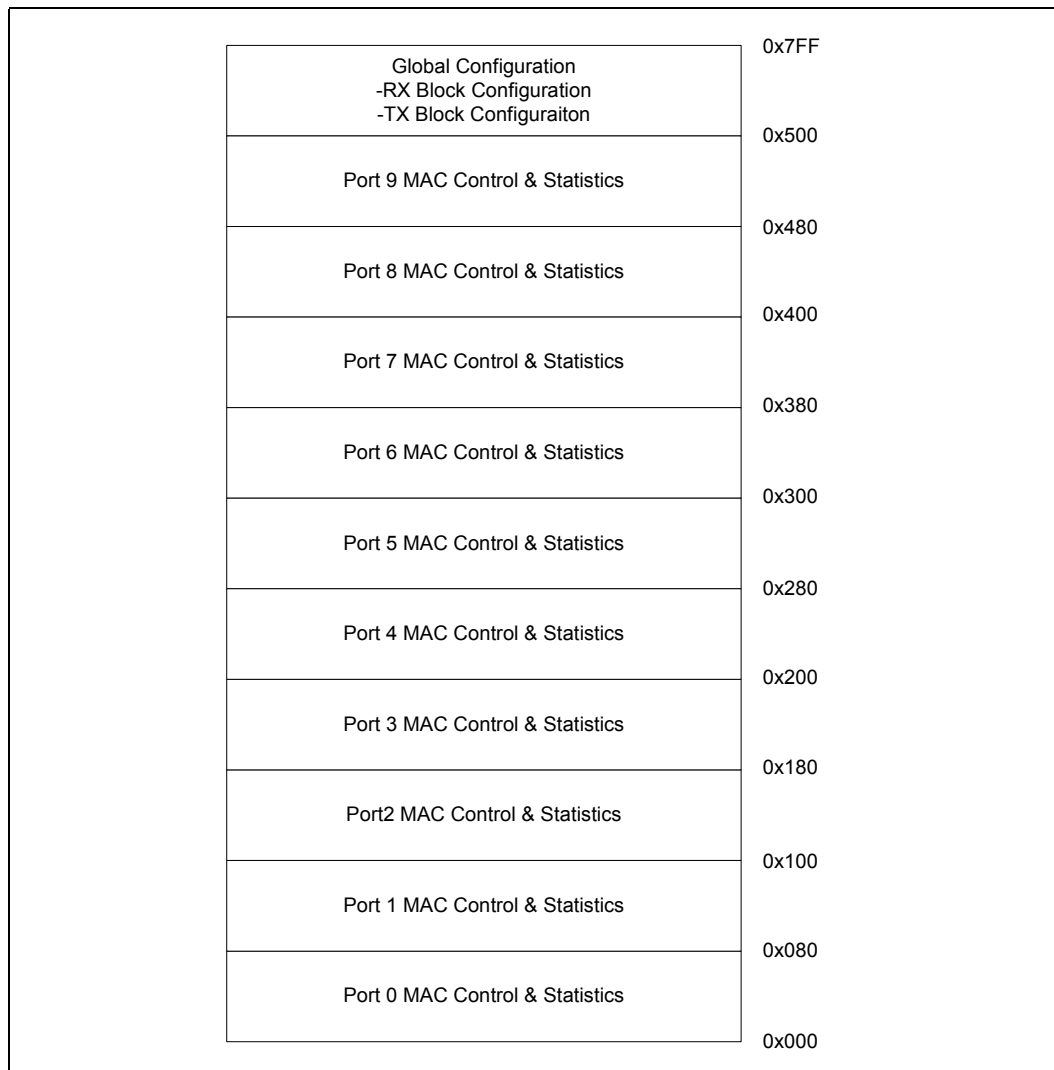 0x7FF
Global Configuration
-RX Block Configuration
-TX Block Configuraiton
0x500
Port 9 MAC Control & Statistics
0x480
Port 8 MAC Control & Statistics
0x400
Port 7 MAC Control & Statistics
0x380
Port 6 MAC Control & Statistics
0x300
Port 5 MAC Control & Statistics
0x280
Port 4 MAC Control & Statistics
0x200
Port 3 MAC Control & Statistics
0x180
Port2 MAC Control & Statistics
0x100
Port 1 MAC Control & Statistics
0x080
Port 0 MAC Control & Statistics
0x000